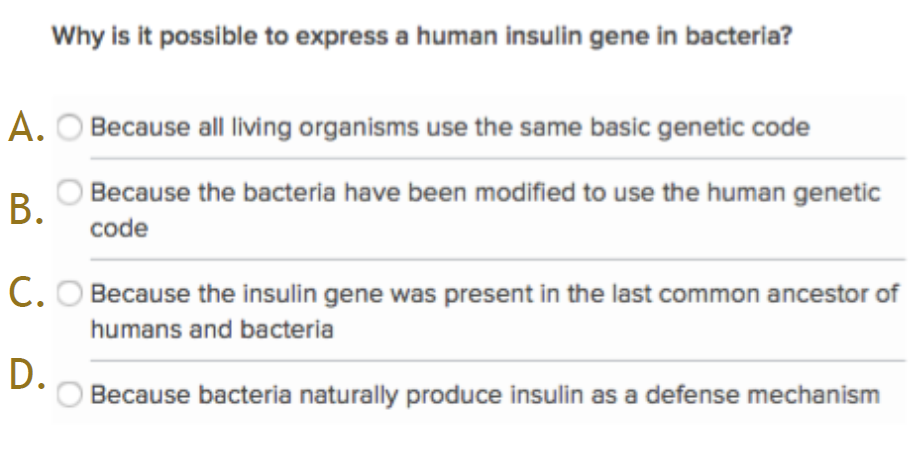 Why is it possible to express a human insulin gene in bacteria?
A. Because all living organisms use the same basic genetic code
B. Because the bacteria have been modified to use the human genetic
code
C. Because the insulin gene was present in the last common ancestor of
humans and bacteria
D. Because bacteria naturally produce insulin as a defense mechanism